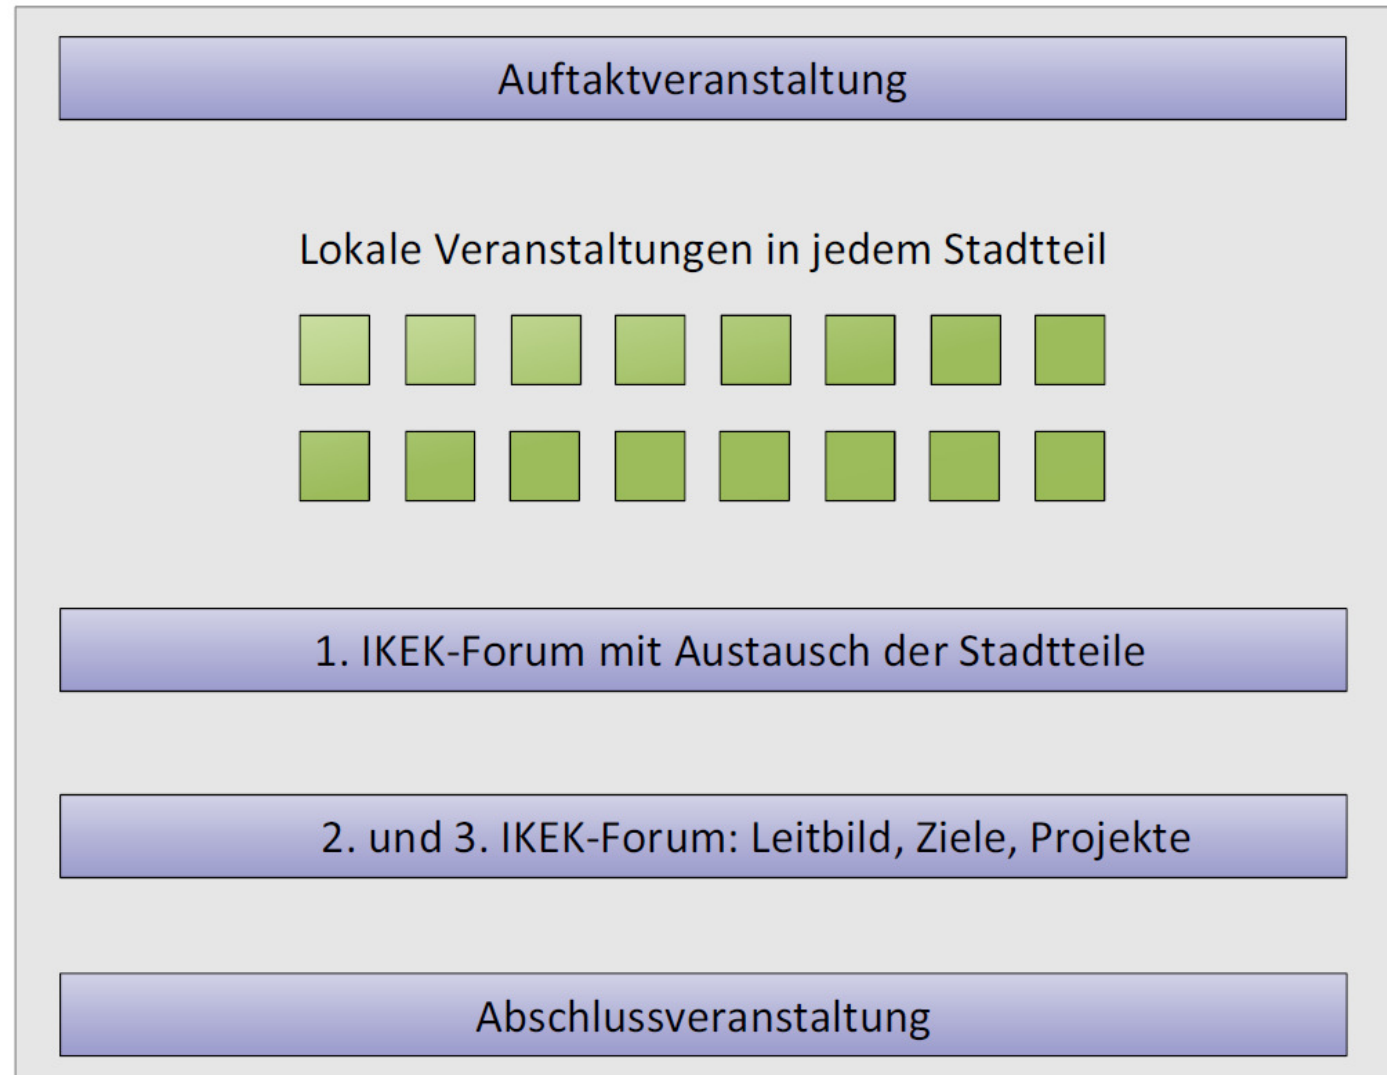 Auftaktveranstaltung
Lokale Veranstaltungen in jedem Stadtteil
1. IKEK-Forum mit Austausch der Stadtteile
2. und 3. IKEK-Forum: Leitbild, Ziele, Projekte
Abschlussveranstaltung